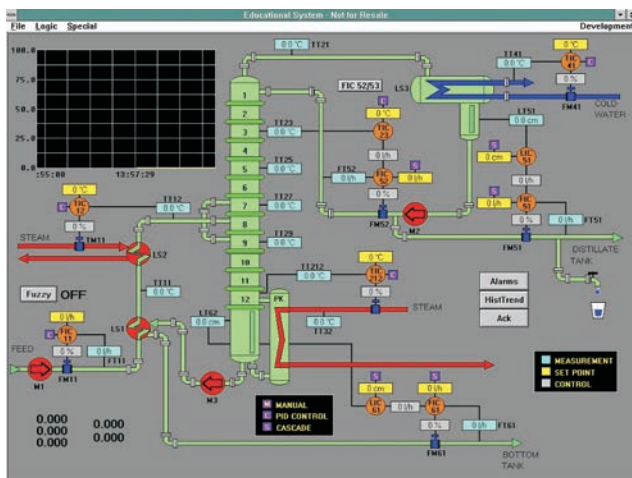 Educational System - Not for Resale
File Logic Special Development
100.0
75.0
50.0
25.0
0.0
:55:00 13:57:29
0.0 °C TT21
FIC 52/53
C
TT41
0.0 °C
0 °C
TIC 41
C
0 %
LS3
FM41
COLD WATER
1
2
3
4
5
6
7
8
9
10
11
12
TT23
0.0 °C
TT25
0.0 °C
TT27
0.0 °C
TT29
0.0 °C
0 °C
TIC 23
0 l/h
S
FT52
0 l/h
FIC 52
0 l/h
0 %
FM52
M2
LT51
0.0 cm
S
0 cm
LIC 51
0 l/h
S
0 l/h
FIC 51
0 %
FM51
FT51
0 l/h
DISTILLATE TANK
0 °C
C
TIC 12
0 %
TM11
STEAM
TT12
0.0 °C
LS2
TT11
0.0 °C
Fuzzy OFF
0 l/h
C
FIC 11
0 %
FT11
0 l/h
FEED
M1
FM11
LS1
M3
LT62
0.0 cm
TT212
0.0 °C
PK
0 °C
TIC 212
C
0 %
STEAM
0.0 °C
TT32
Alarms
HistTrend
Ack
MEASUREMENT
SET POINT
CONTROL
M MANUAL
C PID CONTROL
S CASCADE
S
0 cm
LIC 61
0 l/h
S
0 l/h
FIC 61
0 %
FM61
0 l/h
FT61
BOTTOM TANK
0.000
0.000
0.000
0.000
0.000